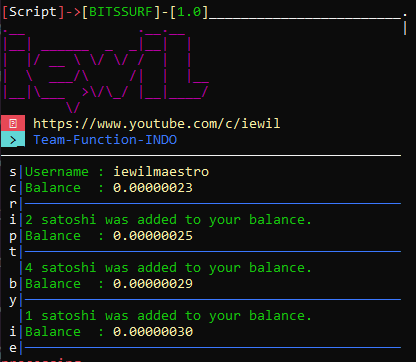 [Script]->[BITSSURF]-[1.0]
iewil
https://www.youtube.com/c/iewil
> Team-Function-INDO
s|Username : iewilmaestro
c|Balance : 0.00000023
r|
i|2 satoshi was added to your balance.
p|Balance : 0.00000025
t|
|4 satoshi was added to your balance.
b|Balance : 0.00000029
y|
|1 satoshi was added to your balance.
i|Balance : 0.00000030
e|